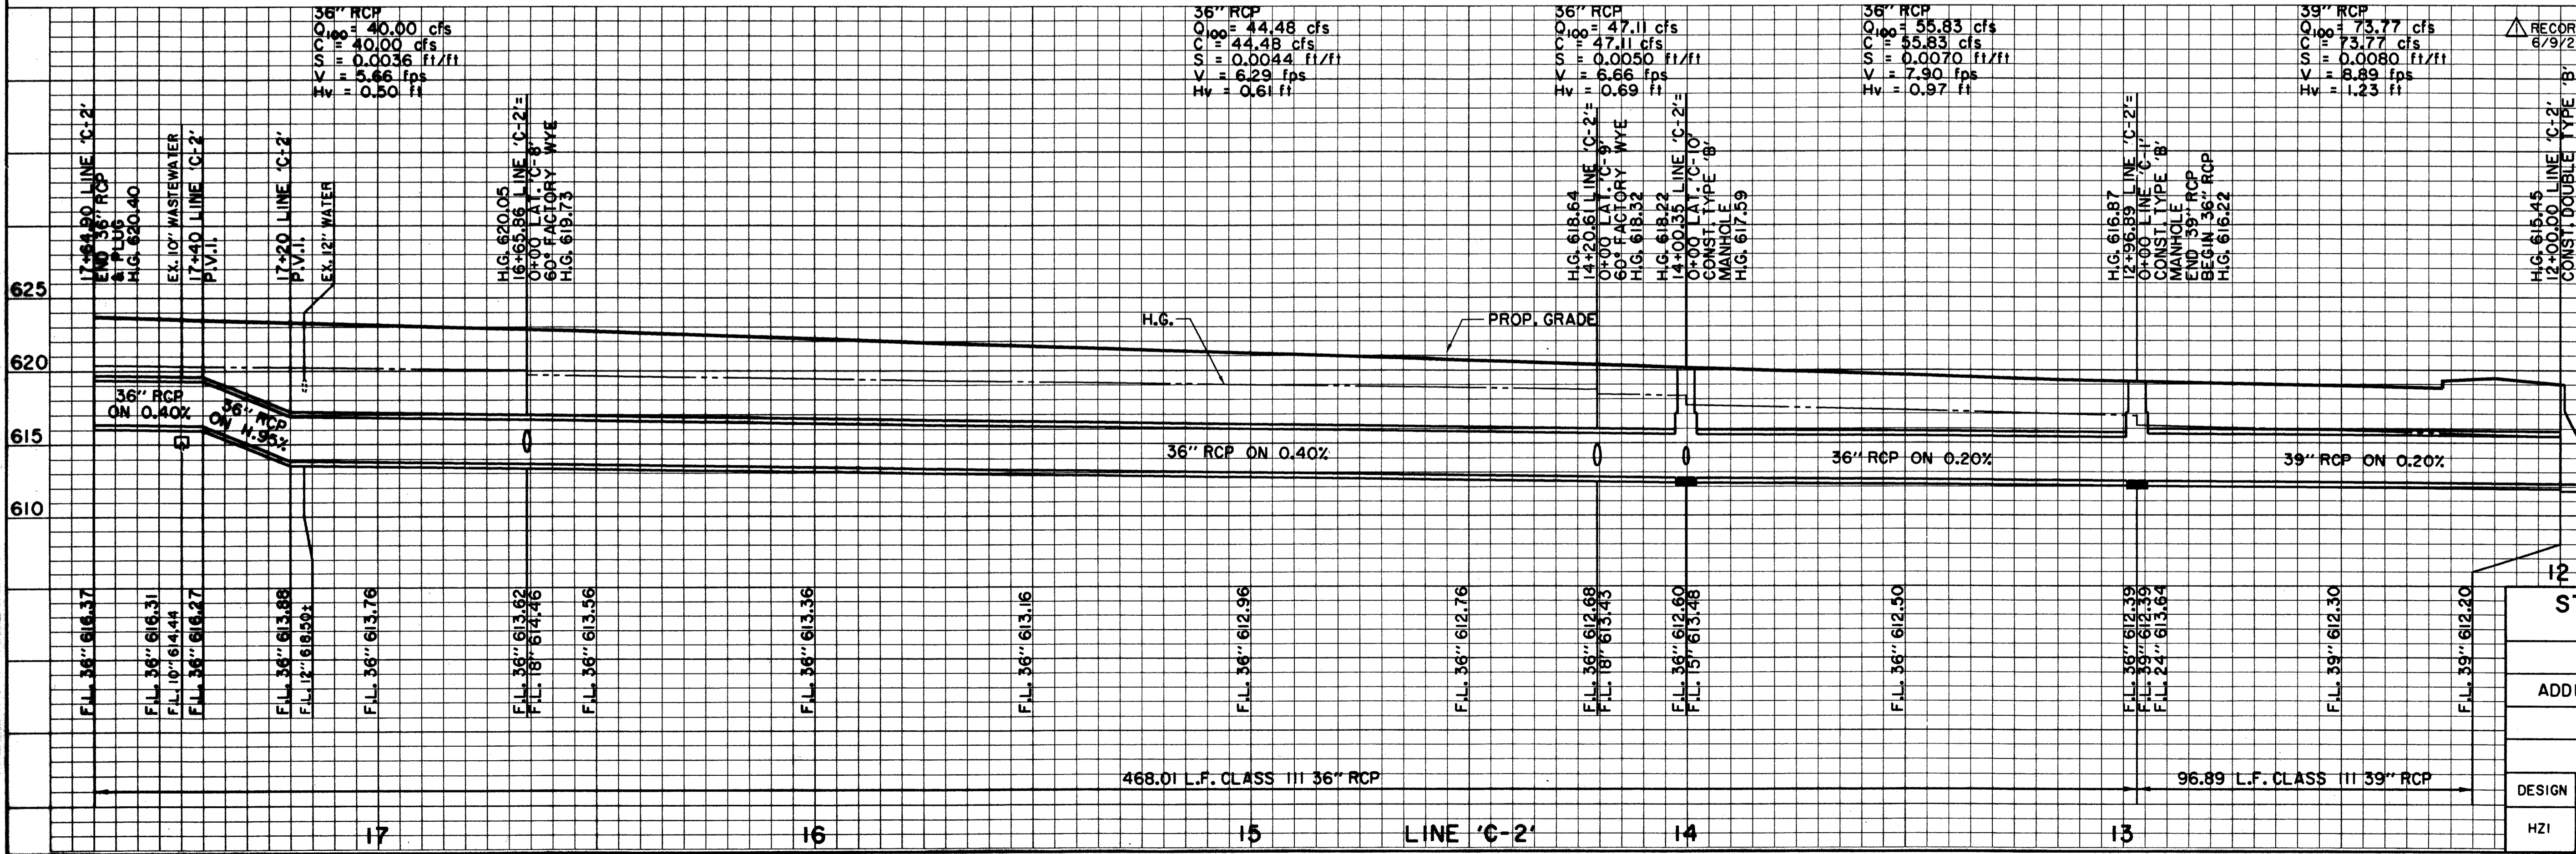 36" RCP
Q100 = 40.00 cfs
C = 40.00 cfs
S = 0.0036 ft/ft
V = 5.66 fps
Hv = 0.50 ft
36" RCP
Q100 = 44.48 cfs
C = 44.48 cfs
S = 0.0044 ft/ft
V = 6.29 fps
Hv = 0.61 ft
36" RCP
Q100 = 47.11 cfs
C = 47.11 cfs
S = 0.0050 ft/ft
V = 6.66 fps
Hv = 0.69 ft
36" RCP
Q100 = 55.83 cfs
C = 55.83 cfs
S = 0.0070 ft/ft
V = 7.90 fps
Hv = 0.97 ft
39" RCP
Q100 = 73.77 cfs
C = 73.77 cfs
S = 0.0080 ft/ft
V = 8.89 fps
Hv = 1.23 ft
RECOR
6/9/2
17+64.90 LINE 'C-2'
END 36" RCP
& PLUG
H.G. 620.40
EX. 10" WASTEWATER
17+40 LINE 'C-2'
P.V.I.
17+20 LINE 'C-2'
P.V.I.
EX. 12" WATER
H.G. 620.05
16+65.86 LINE 'C-2'=
0+00 LAT. 'C-8'
60° FACTORY WYE
H.G. 619.73
H.G. 618.64
14+20.61 LINE 'C-2'=
0+00 LAT. 'C-9'
60° FACTORY WYE
H.G. 618.32
H.G. 618.22
14+00.35 LINE 'C-2'=
0+00 LAT. 'C-10'
CONST. TYPE 'B'
MANHOLE
H.G. 617.59
H.G. 616.87
12+96.89 LINE 'C-2'=
0+00 LINE 'C-1'
CONST. TYPE 'B'
MANHOLE
END 39" RCP
BEGIN 36" RCP
H.G. 616.22
H.G. 615.45
12+00.00 LINE 'C-2'
CONST. DOUBLE TYPE 'B'
625
620
615
610
H.G.
PROP. GRADE
36" RCP
ON 0.40%
36" RCP
ON 11.95%
36" RCP ON 0.40%
36" RCP ON 0.20%
39" RCP ON 0.20%
F.L. 36" 616.37
F.L. 36" 616.31
F.L. 10" 614.44
F.L. 36" 616.27
F.L. 36" 613.88
F.L. 12" 618.50±
F.L. 36" 613.76
F.L. 36" 613.62
F.L. 18" 614.46
F.L. 36" 613.56
F.L. 36" 613.36
F.L. 36" 613.16
F.L. 36" 612.96
F.L. 36" 612.76
F.L. 36" 612.68
F.L. 18" 613.43
F.L. 36" 612.60
F.L. 15" 613.48
F.L. 36" 612.50
F.L. 36" 612.39
F.L. 39" 612.39
F.L. 24" 613.64
F.L. 39" 612.30
F.L. 39" 612.20
12
ST
ADD
DESIGN
HZI
468.01 L.F. CLASS III 36" RCP
96.89 L.F. CLASS III 39" RCP
17
16
15
LINE 'C-2'
14
13